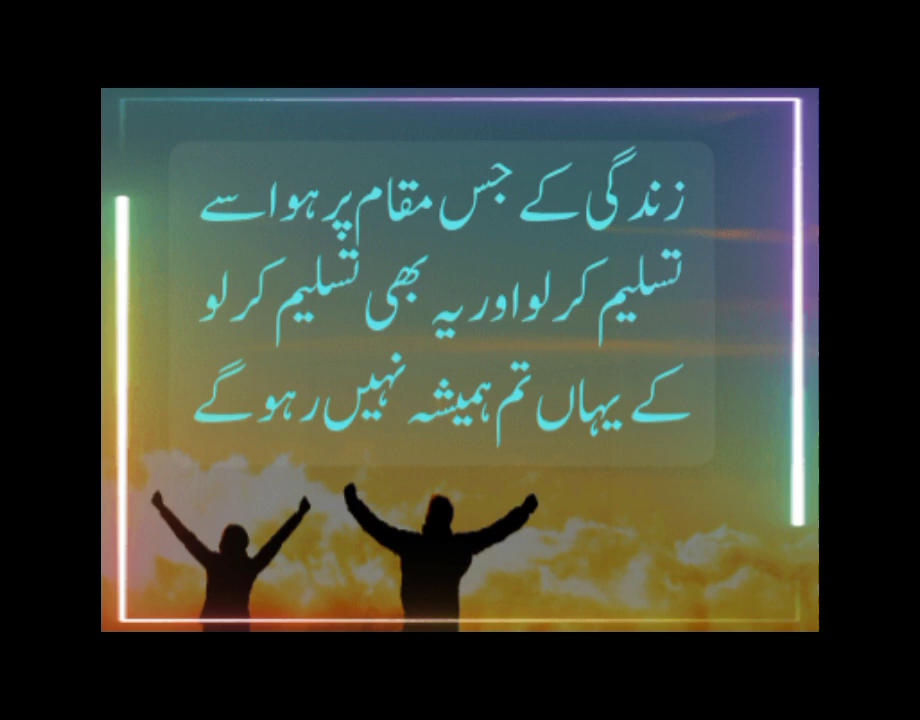 زندگی کے جس مقام پر ہو اسے
تسلیم کر لو اور یہ بھی تسلیم کر لو
کے یہاں تم ہمیشہ نہیں رہو گے